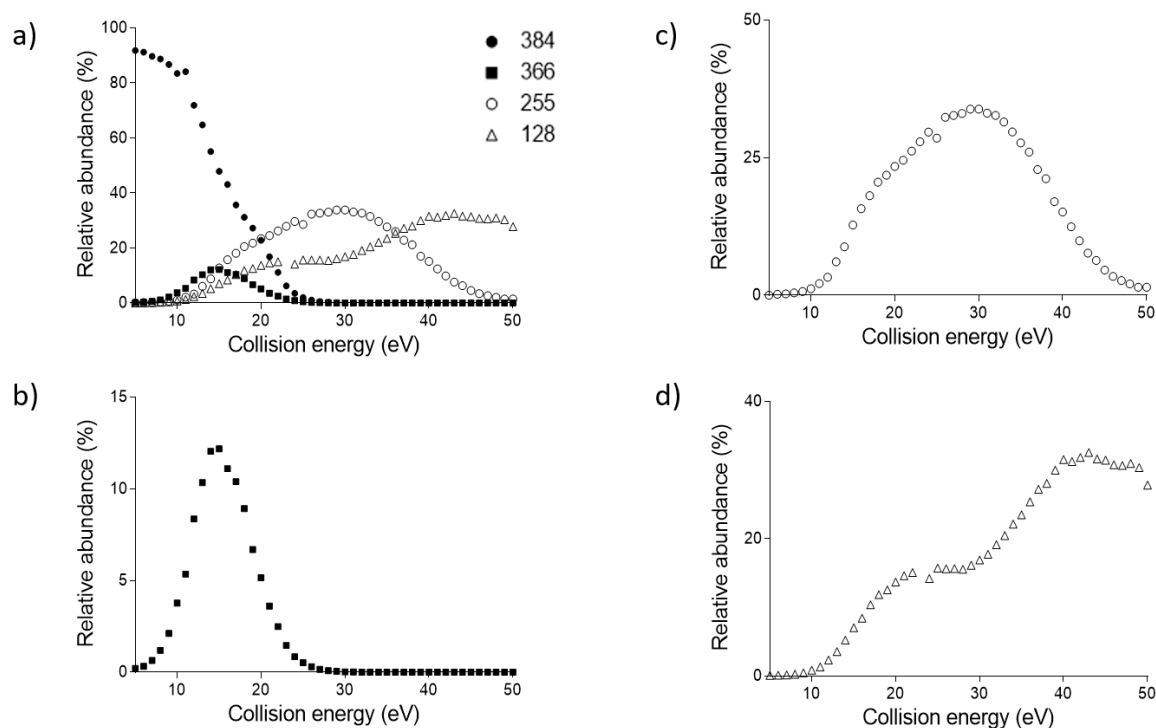 a)
100
80
60
40
20
0
Relative abundance (%)
10 20 30 40 50
Collision energy (eV)
384
366
255
128
b)
15
10
5
0
Relative abundance (%)
10 20 30 40 50
Collision energy (eV)
c)
50
25
0
Relative abundance (%)
10 20 30 40 50
Collision energy (eV)
d)
40
20
0
Relative abundance (%)
10 20 30 40 50
Collision energy (eV)